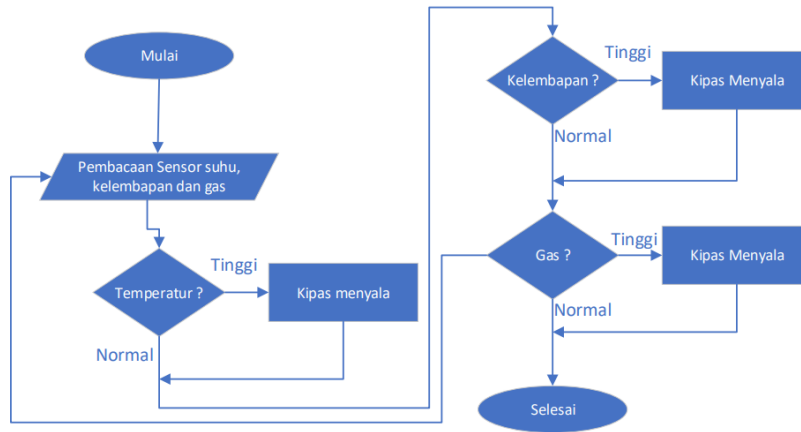 Mulai
Pembacaan Sensor suhu,
kelembapan dan gas
Temperatur ?
Tinggi
Kipas menyala
Normal
Kelembapan ?
Tinggi
Kipas Menyala
Normal
Gas ?
Tinggi
Kipas Menyala
Normal
Selesai